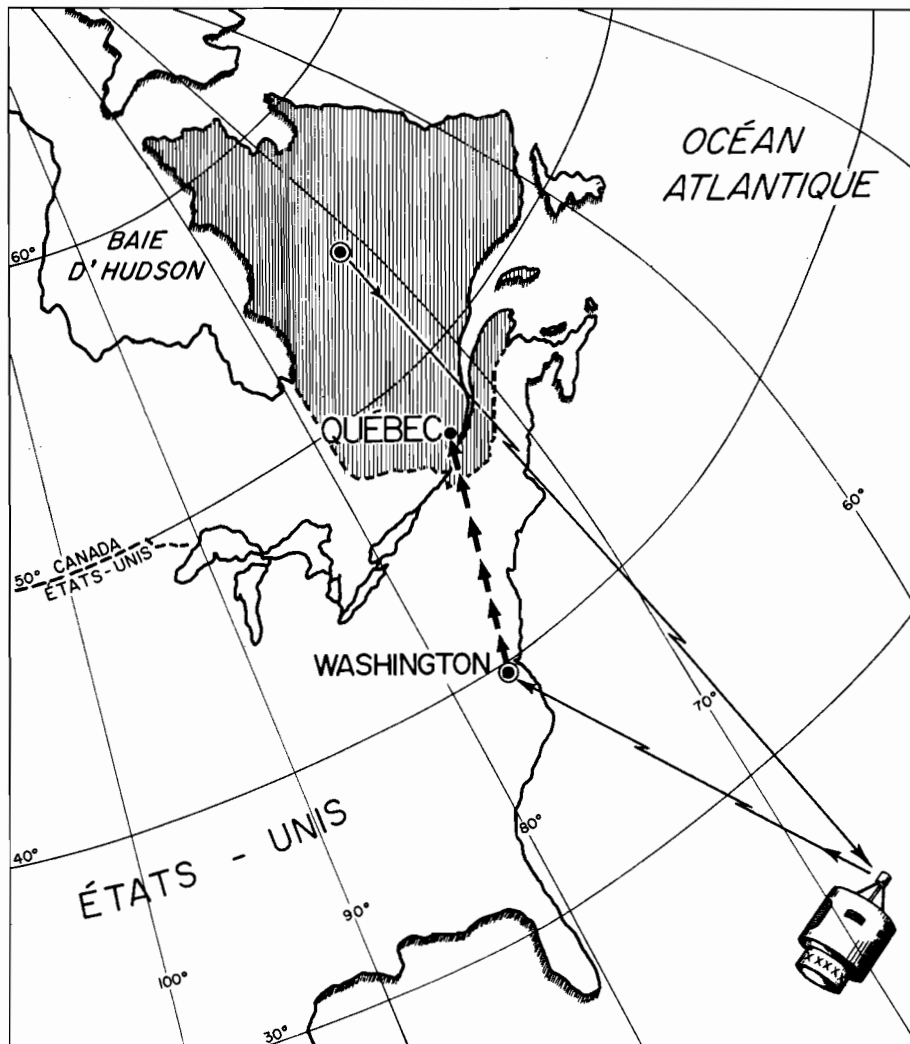 OCÉAN
ATLANTIQUE
BAIE
D'HUDSON
60°
QUÉBEC
60°
CANADA
50°
ÉTATS-UNIS
WASHINGTON
70°
80°
ÉTATS - UNIS
40°
90°
100°
30°
XXXXX